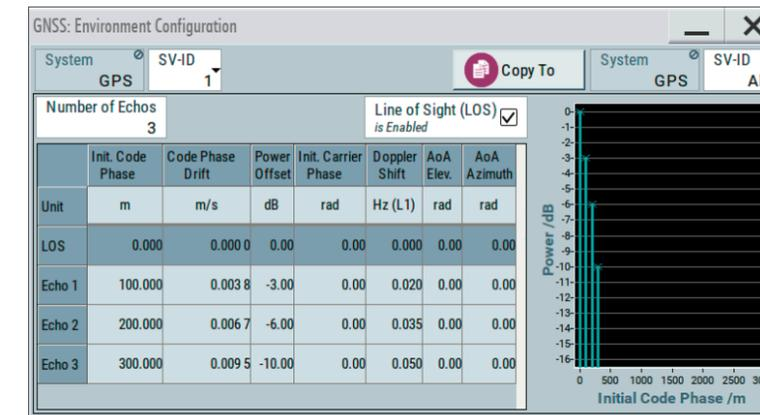 GNSS: Environment Configuration
System GPS
SV-ID 1
Copy To
System GPS
SV-ID
Number of Echos 3
Line of Sight (LOS)
is Enabled
Init. Code Phase Code Phase Drift Power Offset Init. Carrier Phase Doppler Shift AoA Elev. AoA Azimuth
Unit m m/s dB rad Hz (L1) rad rad
LOS 0.000 0.000 0 0.00 0.00 0.000 0.00 0.00
Echo 1 100.000 0.003 8 -3.00 0.00 0.020 0.00 0.00
Echo 2 200.000 0.006 7 -6.00 0.00 0.035 0.00 0.00
Echo 3 300.000 0.009 5 -10.00 0.00 0.050 0.00 0.00
Power /dB
0
-1
-2
-3
-4
-5
-6
-7
-8
-9
-10
-11
-12
-13
-14
-15
-16
0 500 1000 1500 2000 2500
Initial Code Phase /m